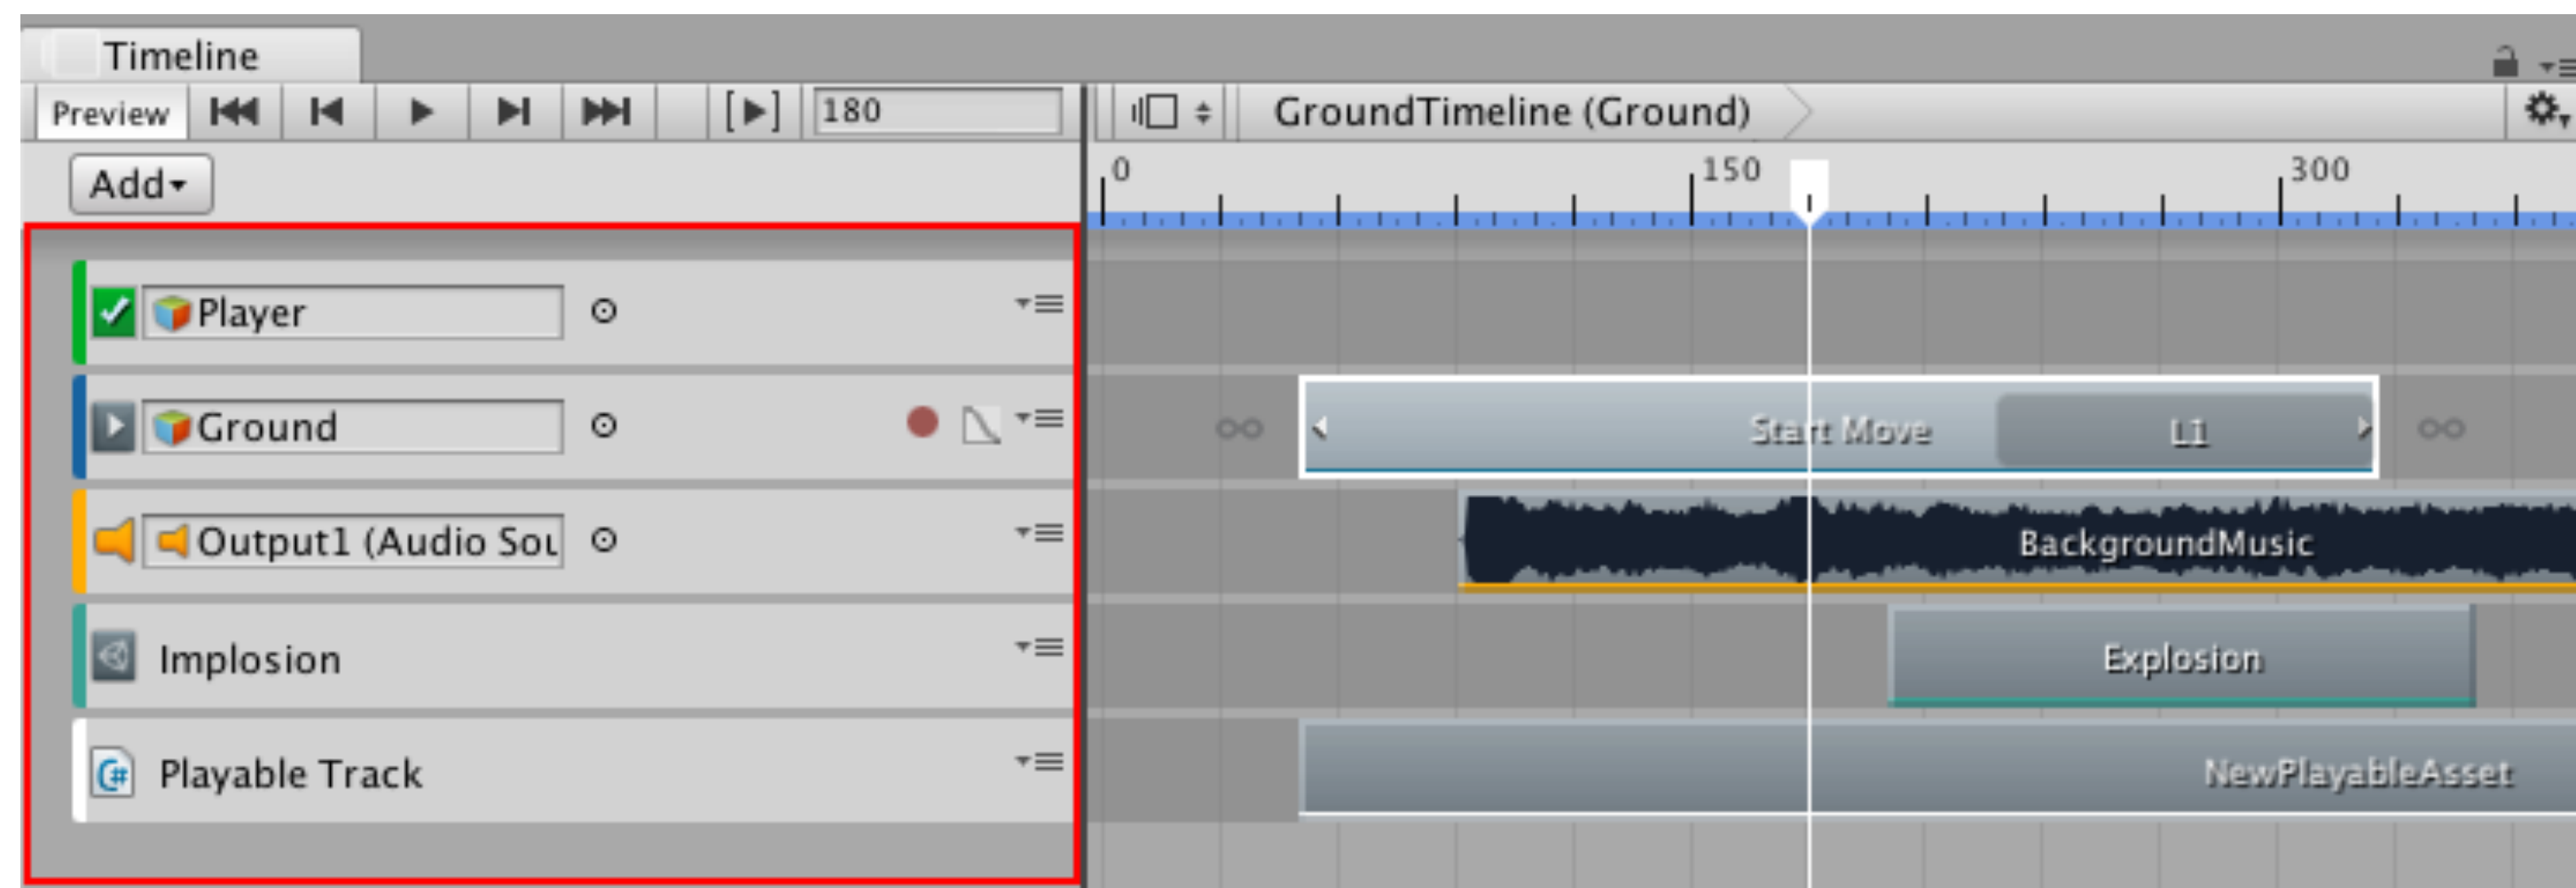 Timeline
Preview 180 GroundTimeline (Ground)
Add 0 150 300
Player
Ground Start Move L1
Output1 (Audio Sou BackgroundMusic
Implosion Explosion
Playable Track NewPlayableAsset